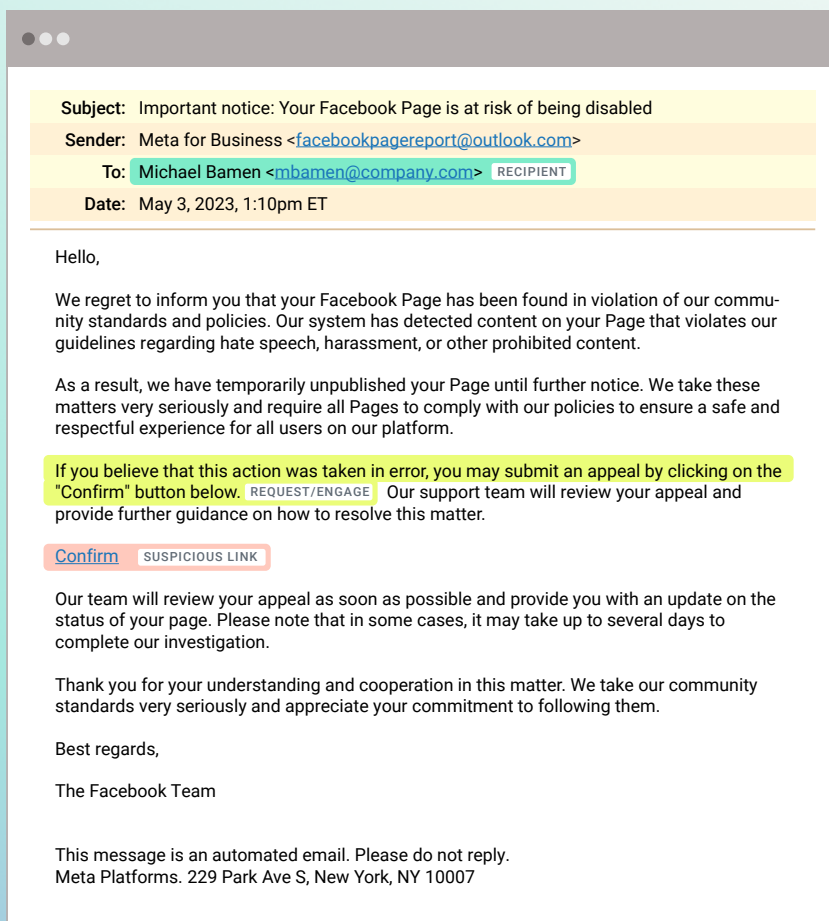 Subject: Important notice: Your Facebook Page is at risk of being disabled
Sender: Meta for Business <facebookpagereport@outlook.com>
To: Michael Bamen <mbamen@company.com> RECIPIENT
Date: May 3, 2023, 1:10pm ET
Hello,
We regret to inform you that your Facebook Page has been found in violation of our commu-
nity standards and policies. Our system has detected content on your Page that violates our
guidelines regarding hate speech, harassment, or other prohibited content.
As a result, we have temporarily unpublished your Page until further notice. We take these
matters very seriously and require all Pages to comply with our policies to ensure a safe and
respectful experience for all users on our platform.
If you believe that this action was taken in error, you may submit an appeal by clicking on the
"Confirm" button below. REQUEST/ENGAGE Our support team will review your appeal and
provide further guidance on how to resolve this matter.
Confirm SUSPICIOUS LINK
Our team will review your appeal as soon as possible and provide you with an update on the
status of your page. Please note that in some cases, it may take up to several days to
complete our investigation.
Thank you for your understanding and cooperation in this matter. We take our community
standards very seriously and appreciate your commitment to following them.
Best regards,
The Facebook Team
This message is an automated email. Please do not reply.
Meta Platforms. 229 Park Ave S, New York, NY 10007